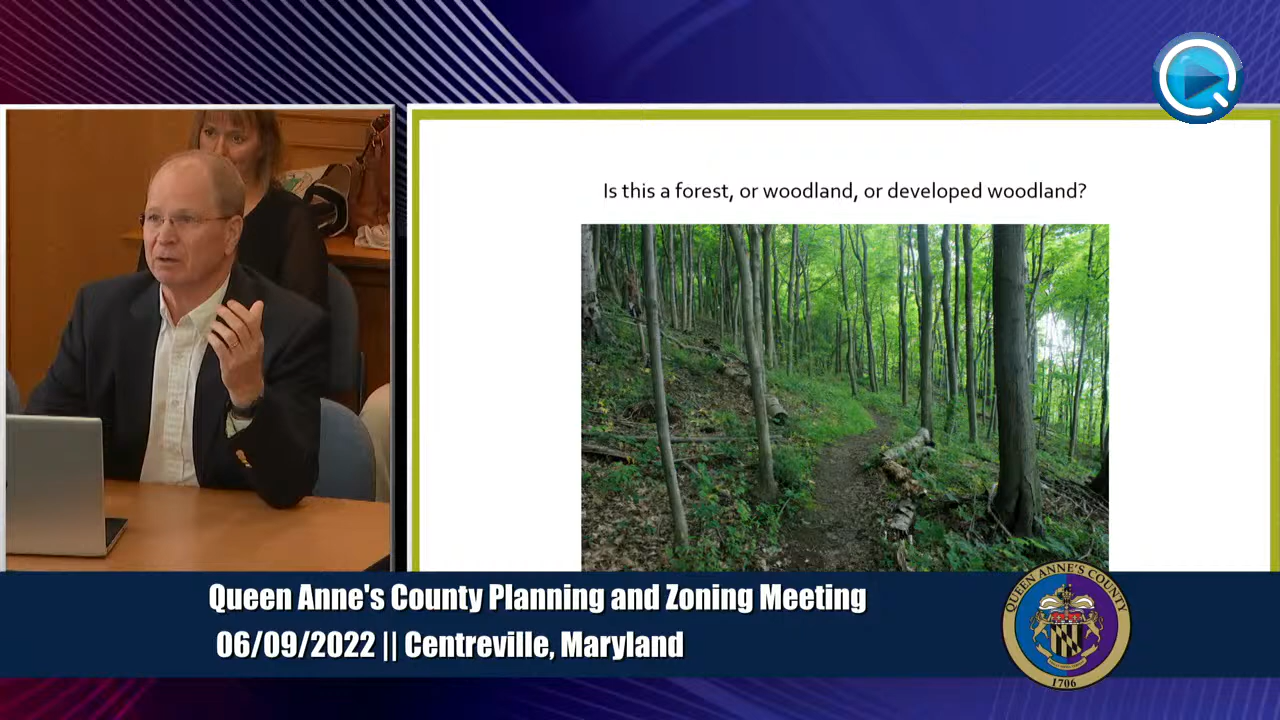 Is this a forest, or woodland, or developed woodland?
Queen Anne's County Planning and Zoning Meeting
06/09/2022 || Centreville, Maryland
QUEEN ANNE'S COUNTY
1706